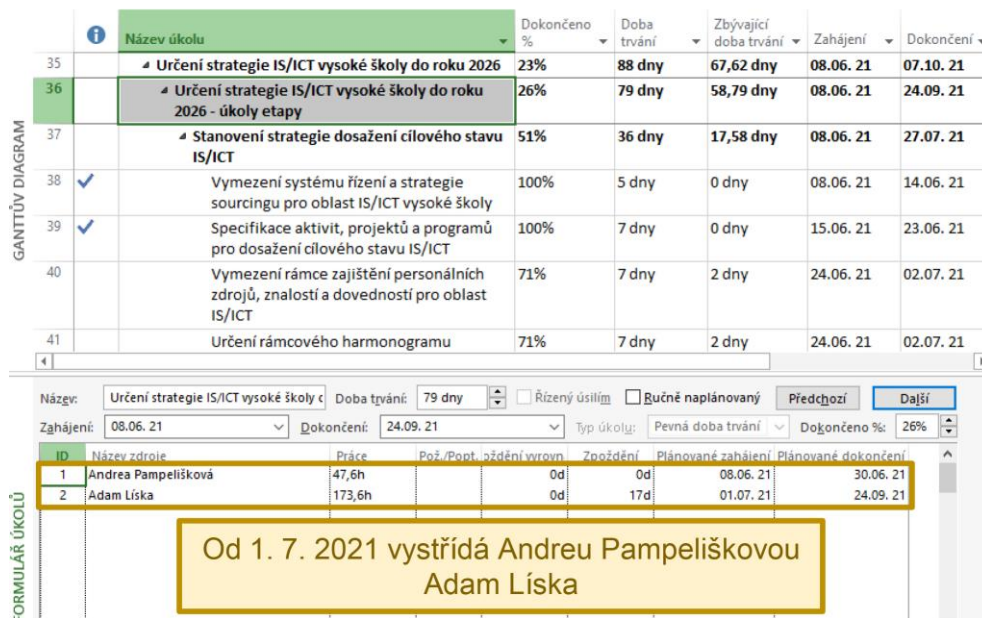 Název úkolu Dokončeno % Doba trvání Zbývající doba trvání Zahájení Dokončení
GANTTŮV DIAGRAM
35 Určení strategie IS/ICT vysoké školy do roku 2026 23% 88 dny 67,62 dny 08.06. 21 07.10. 21
36 Určení strategie IS/ICT vysoké školy do roku 26% 79 dny 58,79 dny 08.06. 21 24.09. 21
2026 - úkoly etapy
37 Stanovení strategie dosažení cílového stavu 51% 36 dny 17,58 dny 08.06. 21 27.07. 21
IS/ICT
38 Vymezení systému řízení a strategie 100% 5 dny 0 dny 08.06. 21 14.06. 21
sourcingu pro oblast IS/ICT vysoké školy
39 Specifikace aktivit, projektů a programů 100% 7 dny 0 dny 15.06. 21 23.06. 21
pro dosažení cílového stavu IS/ICT
40 Vymezení rámce zajištění personálních 71% 7 dny 2 dny 24.06. 21 02.07. 21
zdrojů, znalostí a dovedností pro oblast
IS/ICT
41 Určení rámcového harmonogramu 71% 7 dny 2 dny 24.06. 21 02.07. 21
FORMULÁŘ ÚKOLŮ
Název: Určení strategie IS/ICT vysoké školy Doba trvání: 79 dny Řízený úsilím Ručně naplánovaný Předchozí Další
Zahájení: 08.06. 21 Dokončení: 24.09. 21 Typ úkolu: Pevná doba trvání Dokončeno %: 26%
ID Název zdroje Práce Pož./Popt. oždění vyrovn Zpoždění Plánované zahájení Plánované dokončení
1 Andrea Pampelišková 47,6h 0d 0d 08.06. 21 30.06. 21
2 Adam Líska 173,6h 0d 17d 01.07. 21 24.09. 21
Od 1. 7. 2021 vystřídá Andreu Pampeliškovou
Adam Líska